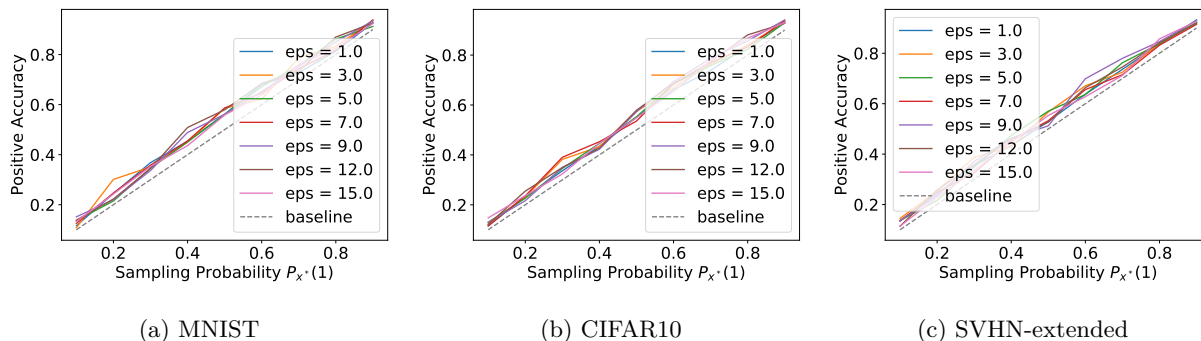 Positive Accuracy
0.8
0.6
0.4
0.2
eps = 1.0
eps = 3.0
eps = 5.0
eps = 7.0
eps = 9.0
eps = 12.0
eps = 15.0
baseline
0.2 0.4 0.6 0.8
Sampling Probability Pₓ*(1)
(a) MNIST
Positive Accuracy
0.8
0.6
0.4
0.2
eps = 1.0
eps = 3.0
eps = 5.0
eps = 7.0
eps = 9.0
eps = 12.0
eps = 15.0
baseline
0.2 0.4 0.6 0.8
Sampling Probability Pₓ*(1)
(b) CIFAR10
Positive Accuracy
0.8
0.6
0.4
0.2
eps = 1.0
eps = 3.0
eps = 5.0
eps = 7.0
eps = 9.0
eps = 12.0
eps = 15.0
baseline
0.2 0.4 0.6 0.8
Sampling Probability Pₓ*(1)
(c) SVHN-extended